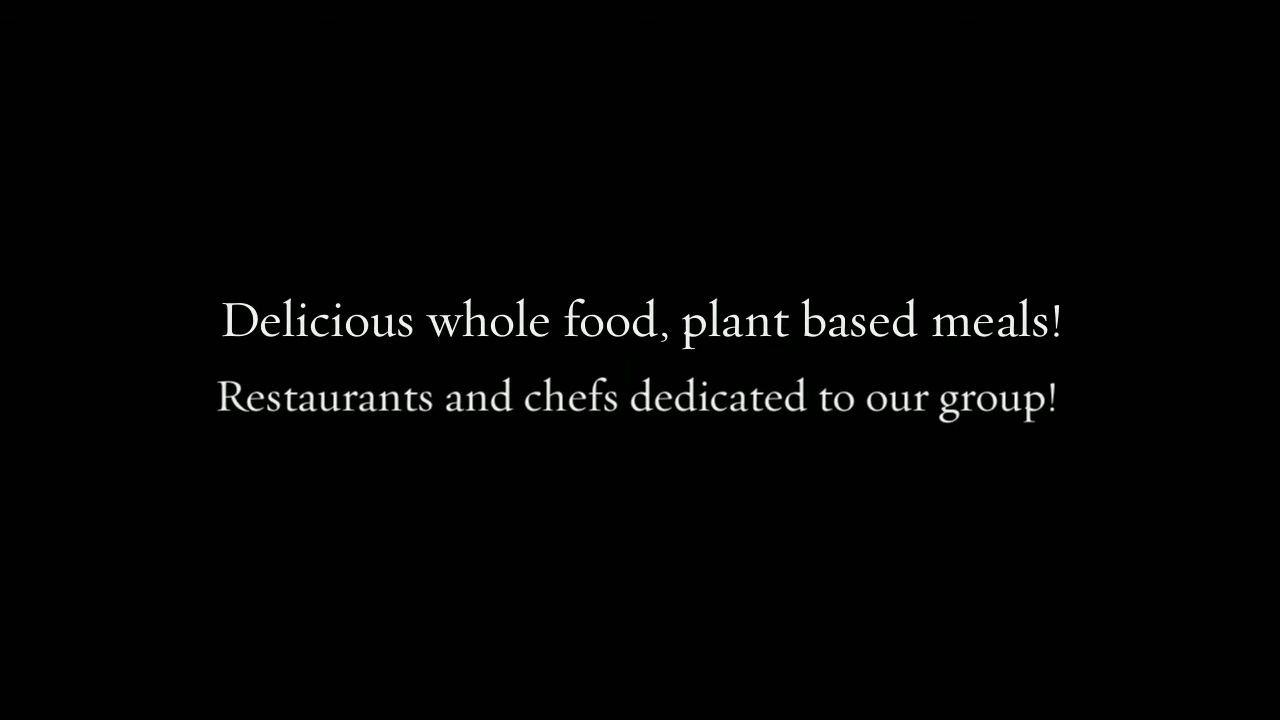 Delicious whole food, plant based meals!
Restaurants and chefs dedicated to our group!